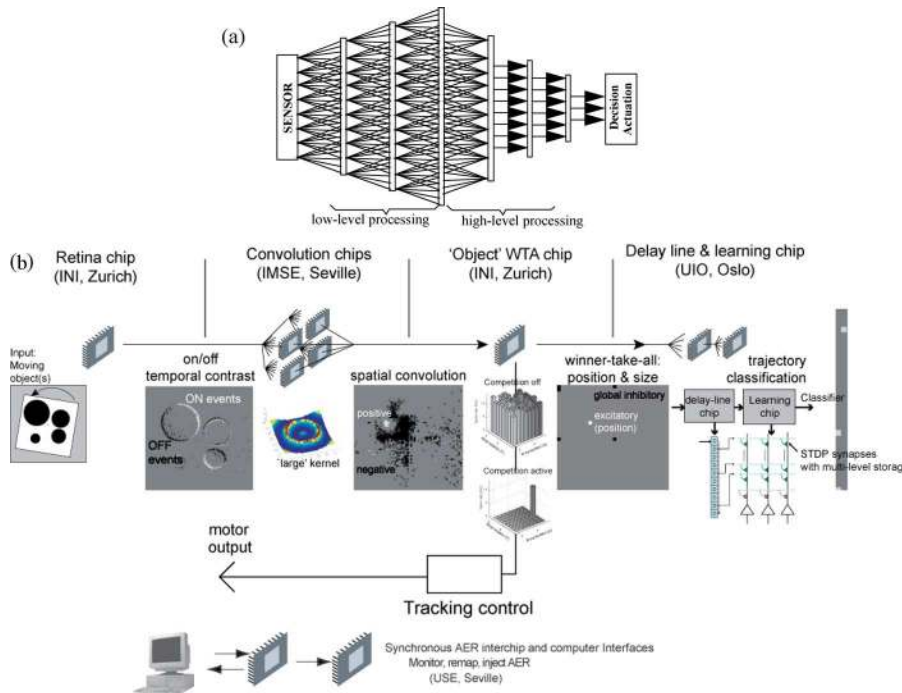 (a)
SENSOR
Decision
Actuation
low-level processing
high-level processing
(b)
Retina chip
(INI, Zurich)
Convolution chips
(IMSE, Seville)
'Object' WTA chip
(INI, Zurich)
Delay line & learning chip
(UIO, Oslo)
Input:
Moving
object(s)
on/off
temporal contrast
ON events
OFF
events
'large' kernel
spatial convolution
positive
negative
Competition off
Competition active
winner-take-all:
position & size
global inhibitory
excitatory
(position)
trajectory
classification
delay-line
chip
Learning
chip
Classifier
STDP synapses
with multi-level storag
motor
output
Tracking control
Synchronous AER interchip and computer Interfaces
Monitor, remap, inject AER
(USE, Seville)